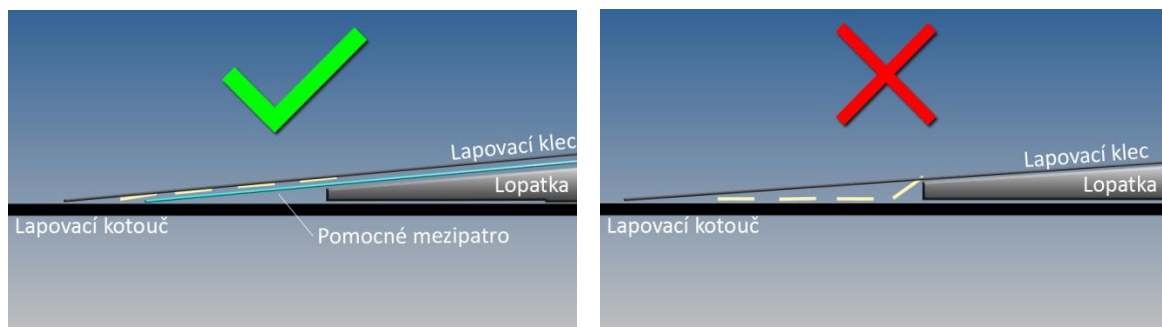 Lapovací klec
Lopatka
Lapovací kotouč
Pomocné mezipatro
Lapovací klec
Lopatka
Lapovací kotouč